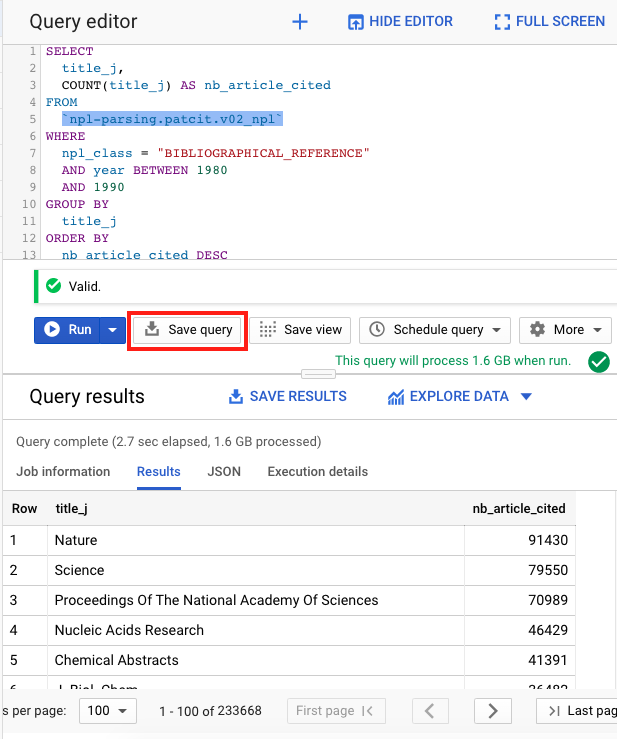 Query editor
HIDE EDITOR
FULL SCREEN
1 SELECT
2 title_j,
3 COUNT(title_j) AS nb_article_cited
4 FROM
5 `npl-parsing.patcit.v02_npl`
6 WHERE
7 npl_class = "BIBLIOGRAPHICAL_REFERENCE"
8 AND year BETWEEN 1980
9 AND 1990
10 GROUP BY
11 title_j
12 ORDER BY
13 nb_article_cited DESC
Valid.
Run Save query Save view Schedule query More
This query will process 1.6 GB when run.
Query results SAVE RESULTS EXPLORE DATA
Query complete (2.7 sec elapsed, 1.6 GB processed)
Job information Results JSON Execution details
Row title_j nb_article_cited
1 Nature 91430
2 Science 79550
3 Proceedings Of The National Academy Of Sciences 70989
4 Nucleic Acids Research 46429
5 Chemical Abstracts 41391
6 J. Biol. Chem. 36482
s per page: 100 1 - 100 of 233668 First page Last pag